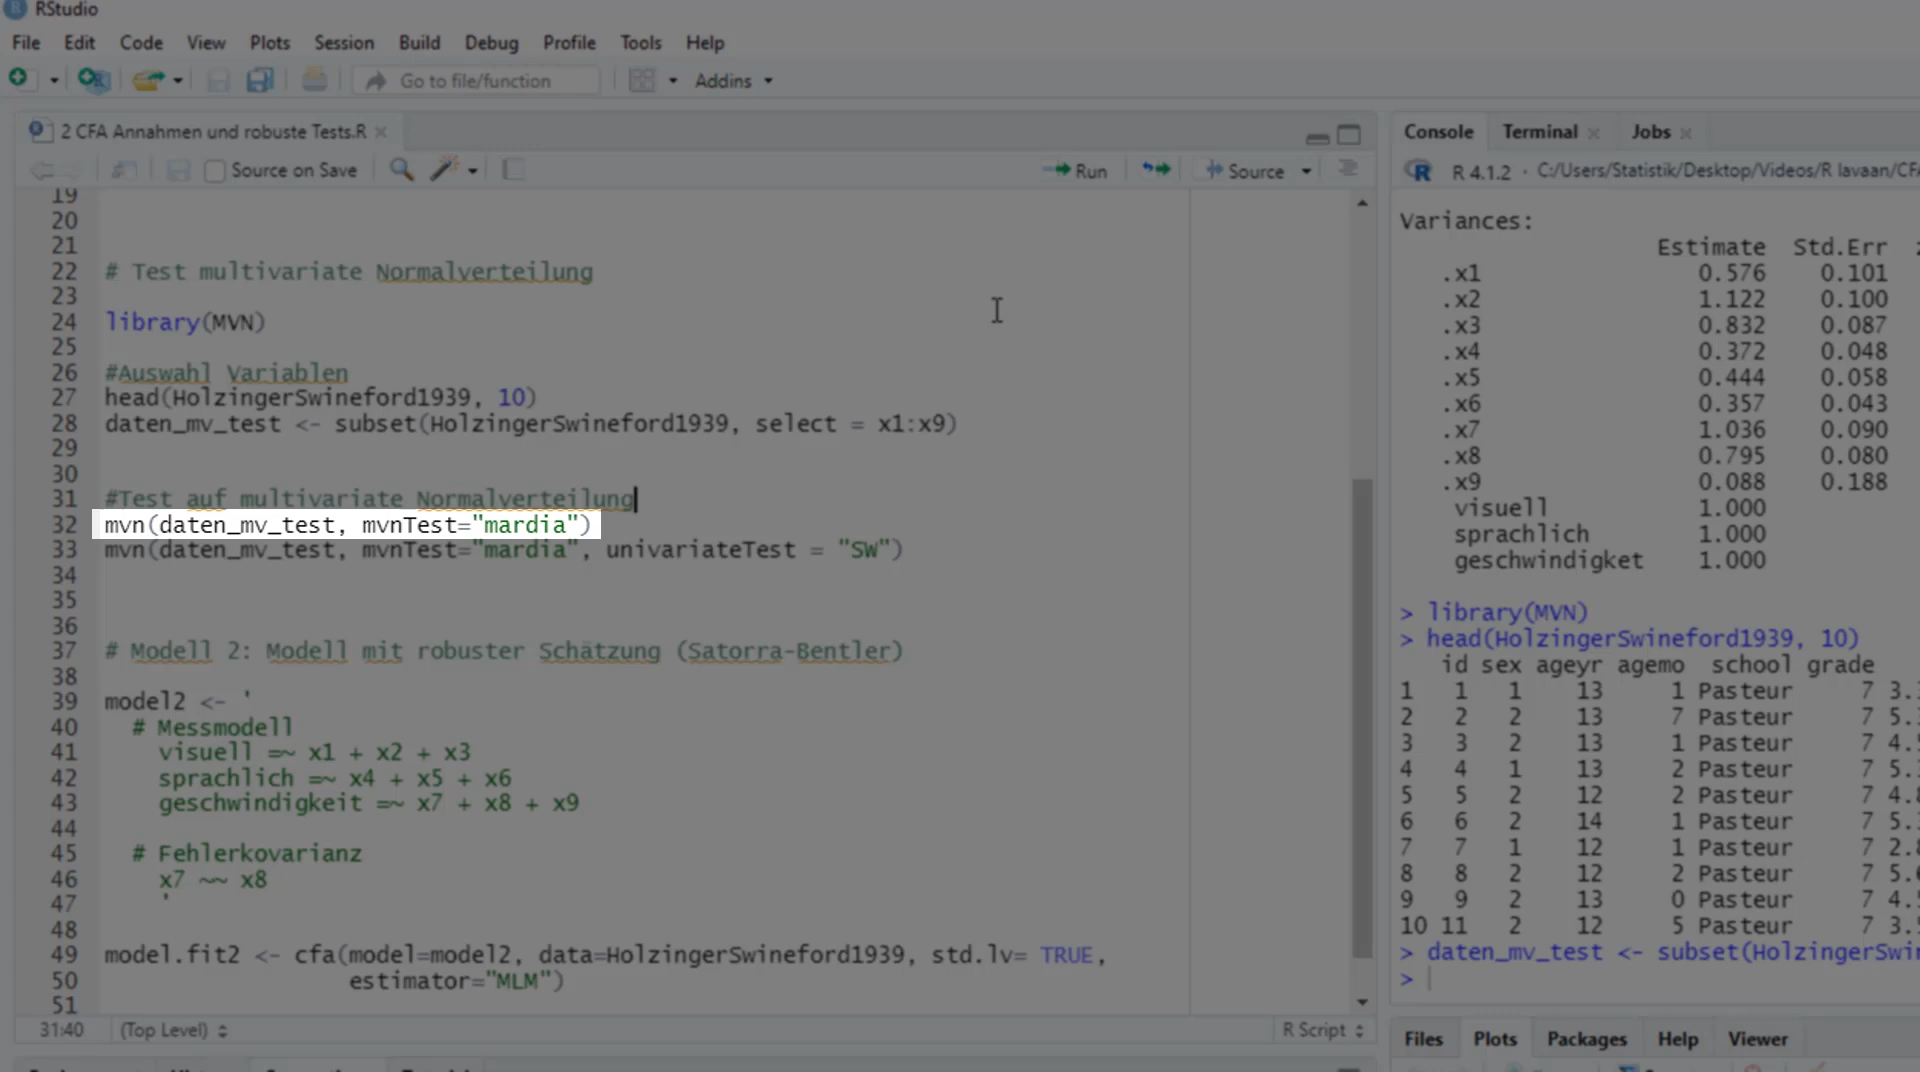 RStudio
File Edit Code View Plots Session Build Debug Profile Tools Help
Go to file/function Addins
2 CFA Annahmen und robuste Tests.R
Source on Save Run Source
19
20
21
22 # Test multivariate Normalverteilung
23
24 library(MVN)
25
26 #Auswahl Variablen
27 head(HolzingerSwineford1939, 10)
28 daten_mv_test <- subset(HolzingerSwineford1939, select = x1:x9)
29
30
31 #Test auf multivariate Normalverteilung
32 mvn(daten_mv_test, mvnTest="mardia")
33 mvn(daten_mv_test, mvnTest="mardia", univariateTest = "SW")
34
35
36
37 # Modell 2: Modell mit robuster Schätzung (Satorra-Bentler)
38
39 model2 <- '
40 # Messmodell
41 visuell =~ x1 + x2 + x3
42 sprachlich =~ x4 + x5 + x6
43 geschwindigkeit =~ x7 + x8 + x9
44
45 # Fehlerkovarianz
46 x7 ~~ x8
47 '
48
49 model.fit2 <- cfa(model=model2, data=HolzingerSwineford1939, std.lv= TRUE,
50 estimator="MLM")
51
31:40 (Top Level) R Script
Console Terminal Jobs
R 4.1.2 · C:/Users/Statistik/Desktop/Videos/R lavaan/CFA
Variances:
Estimate Std.Err
.x1 0.576 0.101
.x2 1.122 0.100
.x3 0.832 0.087
.x4 0.372 0.048
.x5 0.444 0.058
.x6 0.357 0.043
.x7 1.036 0.090
.x8 0.795 0.080
.x9 0.088 0.188
visuell 1.000
sprachlich 1.000
geschwindigket 1.000
> library(MVN)
> head(HolzingerSwineford1939, 10)
id sex ageyr agemo school grade
1 1 1 13 1 Pasteur 7 3.3
2 2 2 13 7 Pasteur 7 5.3
3 3 2 13 1 Pasteur 7 4.5
4 4 1 13 2 Pasteur 7 5.3
5 5 2 12 2 Pasteur 7 4.8
6 6 2 14 1 Pasteur 7 5.3
7 7 1 12 1 Pasteur 7 2.8
8 8 2 12 2 Pasteur 7 5.6
9 9 2 13 0 Pasteur 7 4.5
10 11 2 12 5 Pasteur 7 3.5
> daten_mv_test <- subset(HolzingerSwin
>
Files Plots Packages Help Viewer